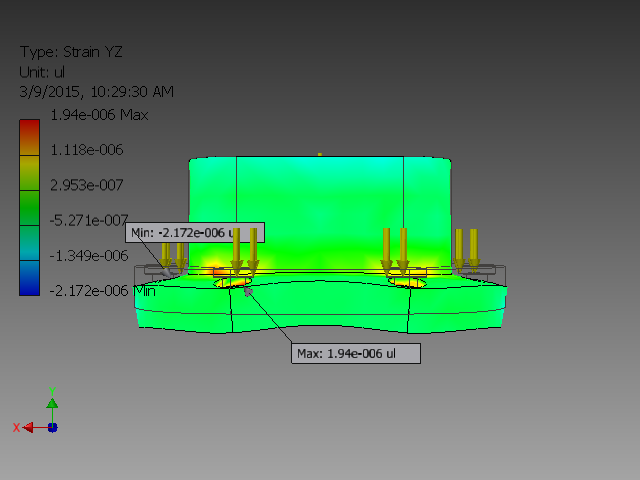 Type: Strain YZ
Unit: ul
3/9/2015, 10:29:30 AM
1.94e-006 Max
1.118e-006
2.953e-007
-5.271e-007
Min: -2.172e-006 u
-1.349e-006
-2.172e-006 Min
Max: 1.94e-006 ul
Y
X